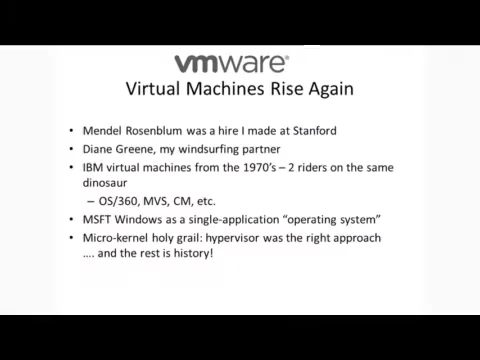 vmware®
Virtual Machines Rise Again
• Mendel Rosenblum was a hire I made at Stanford
• Diane Greene, my windsurfing partner
• IBM virtual machines from the 1970's – 2 riders on the same
dinosaur
– OS/360, MVS, CM, etc.
• MSFT Windows as a single-application “operating system”
• Micro-kernel holy grail: hypervisor was the right approach
…. and the rest is history!